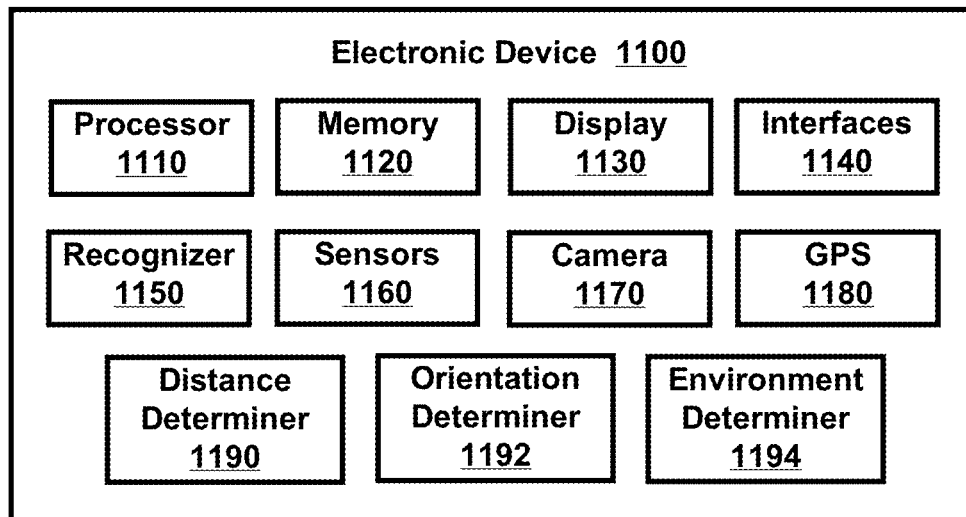 Electronic Device 1100
Processor Memory Display Interfaces
1110 1120 1130 1140
Recognizer Sensors Camera GPS
1150 1160 1170 1180
Distance Orientation Environment
Determiner Determiner Determiner
1190 1192 1194